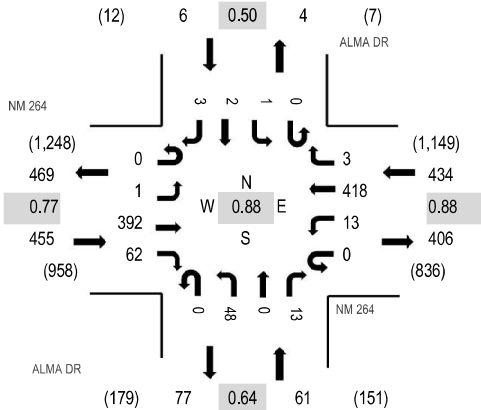 (12) 6 0.50 4 (7)
ALMA DR
NM 264
3 2 1 0
(1,248) 0 3 (1,149)
469 1 418 434
N
0.77 W 0.88 E 0.88
S
455 392 13 406
(958) 62 0 (836)
0 48 0 13
NM 264
ALMA DR
(179) 77 0.64 61 (151)